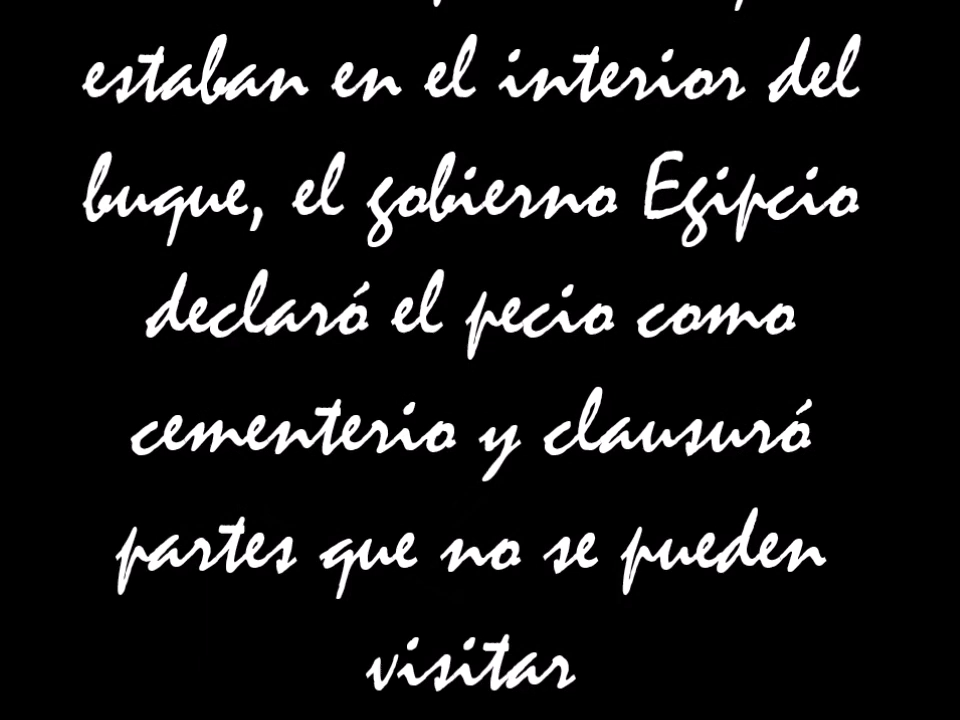 estaban en el interior del
buque, el gobierno Egipcio
declaró el pecio como
cementerio y clausuró
partes que no se pueden
visitar